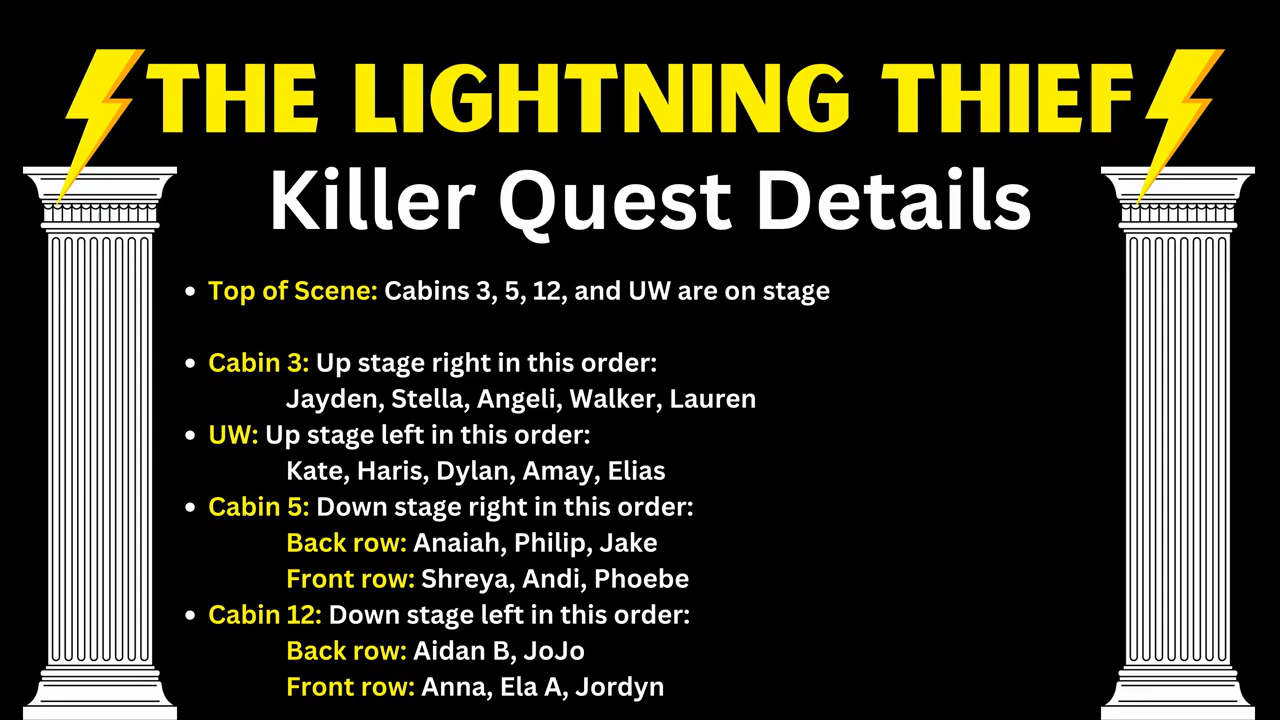 THE LIGHTNING THIEF
Killer Quest Details
• Top of Scene: Cabins 3, 5, 12, and UW are on stage
• Cabin 3: Up stage right in this order:
Jayden, Stella, Angeli, Walker, Lauren
• UW: Up stage left in this order:
Kate, Haris, Dylan, Amay, Elias
• Cabin 5: Down stage right in this order:
Back row: Anaiah, Philip, Jake
Front row: Shreya, Andi, Phoebe
• Cabin 12: Down stage left in this order:
Back row: Aidan B, JoJo
Front row: Anna, Ela A, Jordyn